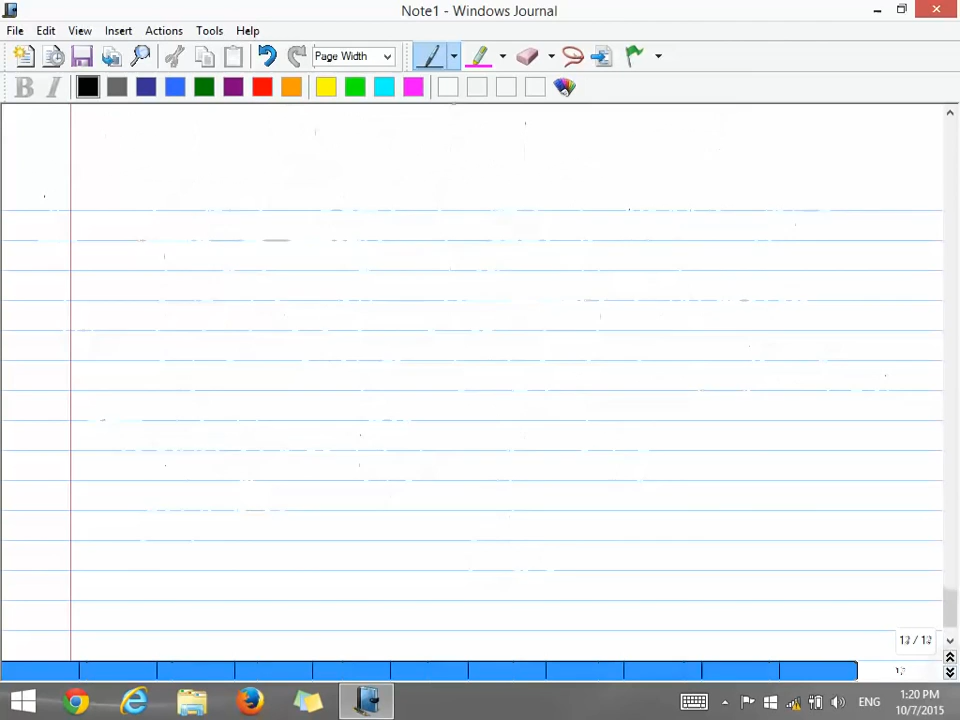 Note1 - Windows Journal
File Edit View Insert Actions Tools Help
Page Width
B I
ENG
1:20 PM
10/7/2015